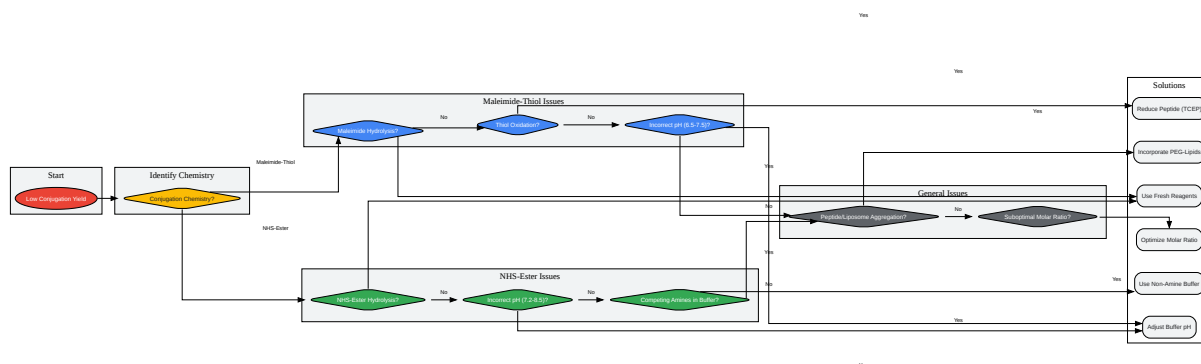 Yes
Yes
Solutions
Maleimide-Thiol Issues
Reduce Peptide (TCEP)
Yes
No
Thiol Oxidation?
No
Incorrect pH (6.5-7.5)?
Maleimide Hydrolysis?
Incorporate PEG-Lipids
Maleimide-Thiol
Yes
Start
Identify Chemistry
General Issues
Low Conjugation Yield
Conjugation Chemistry?
Use Fresh Reagents
No
Peptide/Liposome Aggregation?
No
Suboptimal Molar Ratio?
NHS-Ester
Optimize Molar Ratio
Yes
NHS-Ester Issues
Yes
Use Non-Amine Buffer
No
NHS-Ester Hydrolysis?
No
Incorrect pH (7.2-8.5)?
No
Competing Amines in Buffer?
Yes
Adjust Buffer pH